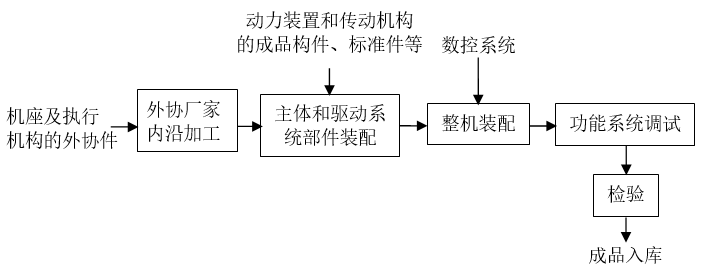 动力装置和传动机构
的成品构件、标准件等
数控系统
机座及执行
机构的外协件
外协厂家
内沿加工
主体和驱动系
统部件装配
整机装配
功能系统调试
检验
成品入库